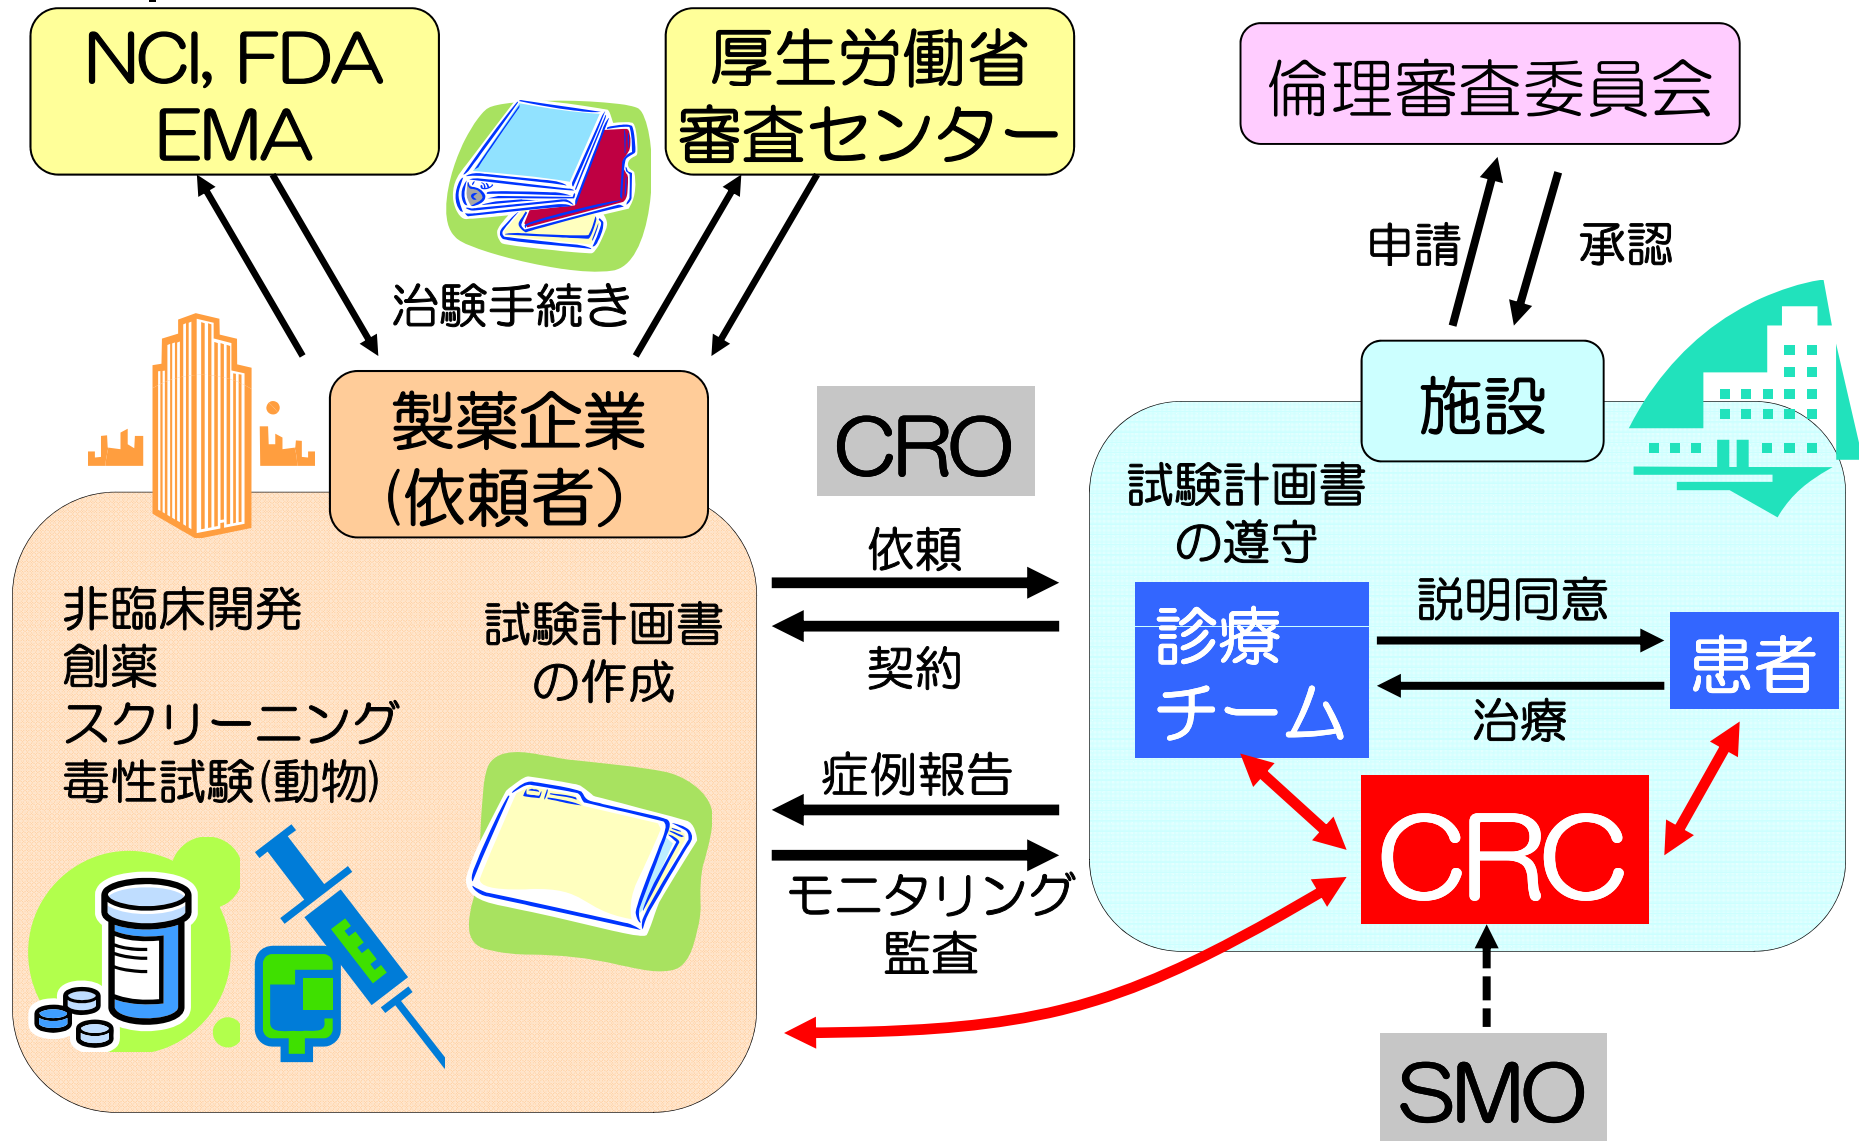 NCI, FDA
EMA
厚生労働省
審査センター
倫理審査委員会
申請
承認
治験手続き
製薬企業
(依頼者)
CRO
施設
試験計画書
の遵守
依頼
契約
非臨床開発
創薬
スクリーニング
毒性試験(動物)
試験計画書
の作成
診療
チーム
説明同意
治療
患者
症例報告
モニタリング
監査
CRC
SMO